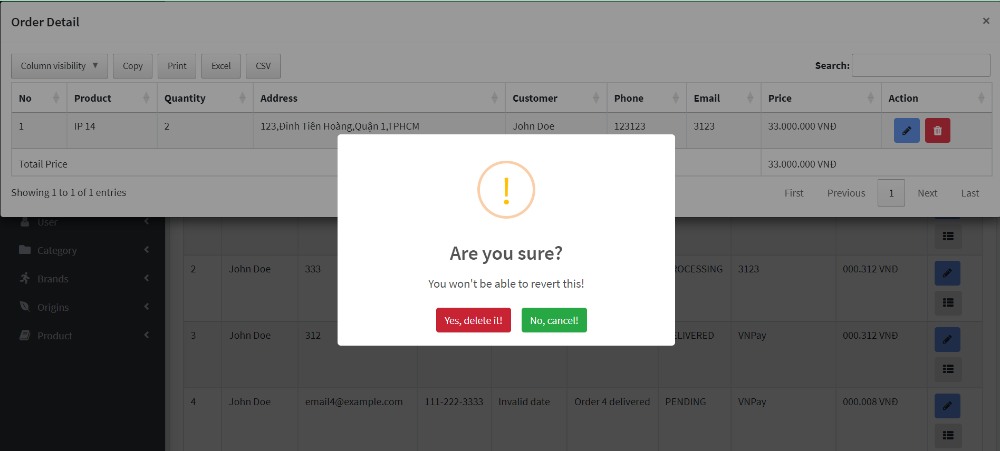 Order Detail
×
Column visibility ▼ Copy Print Excel CSV Search:
No Product Quantity Address Customer Phone Email Price Action
1 IP 14 2 123,Đinh Tiên Hoàng,Quận 1,TPHCM John Doe 123123 3123 33.000.000 VNĐ
Totail Price 33.000.000 VNĐ
Showing 1 to 1 of 1 entries First Previous 1 Next Last
!
Are you sure?
You won't be able to revert this!
Yes, delete it! No, cancel!
User
Category
Brands
Origins
Product
2 John Doe 333 ROCESSING 3123 000.312 VNĐ
3 John Doe 312 ELIVERED VNPay 000.312 VNĐ
4 John Doe email4@example.com 111-222-3333 Invalid date Order 4 delivered PENDING VNPay 000.008 VNĐ